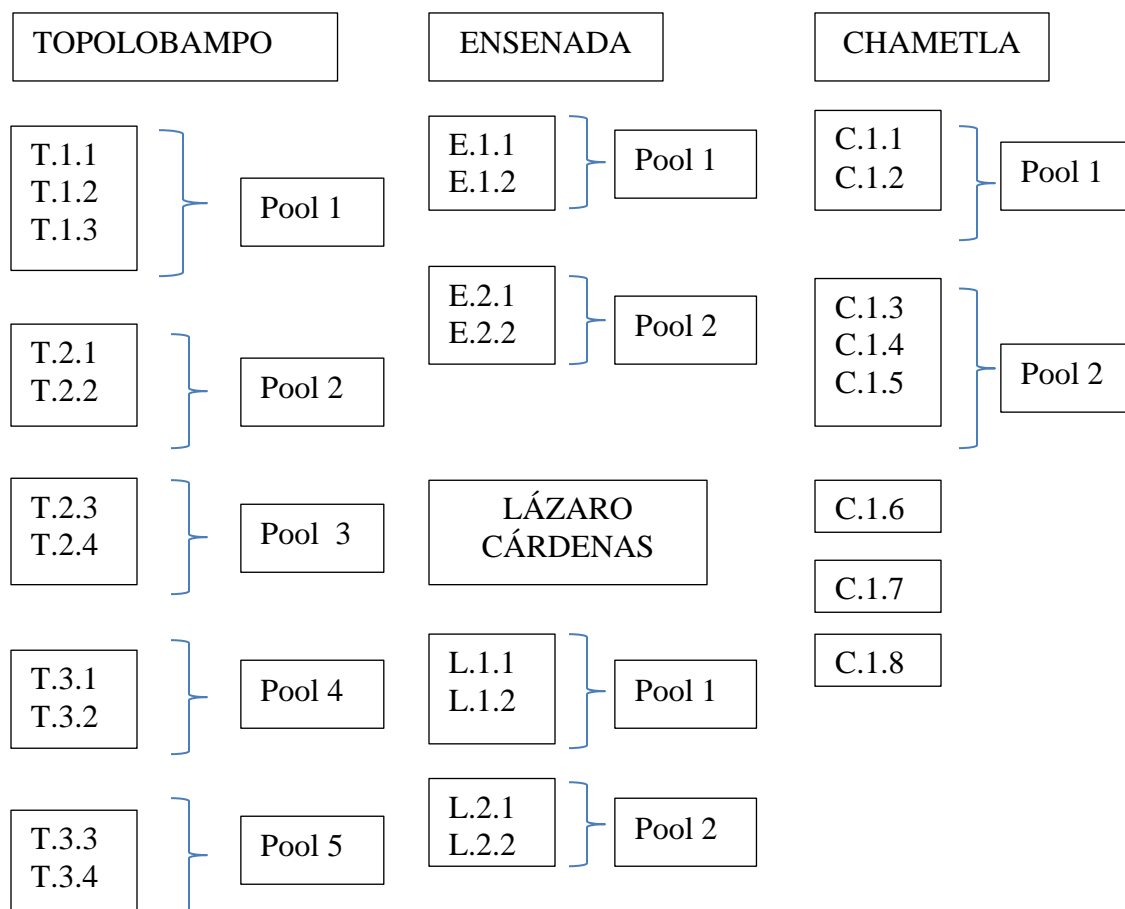 TOPOLOBAMPO
T.1.1
T.1.2
T.1.3
Pool 1
T.2.1
T.2.2
Pool 2
T.2.3
T.2.4
Pool 3
T.3.1
T.3.2
Pool 4
T.3.3
T.3.4
Pool 5
ENSENADA
E.1.1
E.1.2
Pool 1
E.2.1
E.2.2
Pool 2
LÁZARO
CÁRDENAS
L.1.1
L.1.2
Pool 1
L.2.1
L.2.2
Pool 2
CHAMETLA
C.1.1
C.1.2
Pool 1
C.1.3
C.1.4
C.1.5
Pool 2
C.1.6
C.1.7
C.1.8